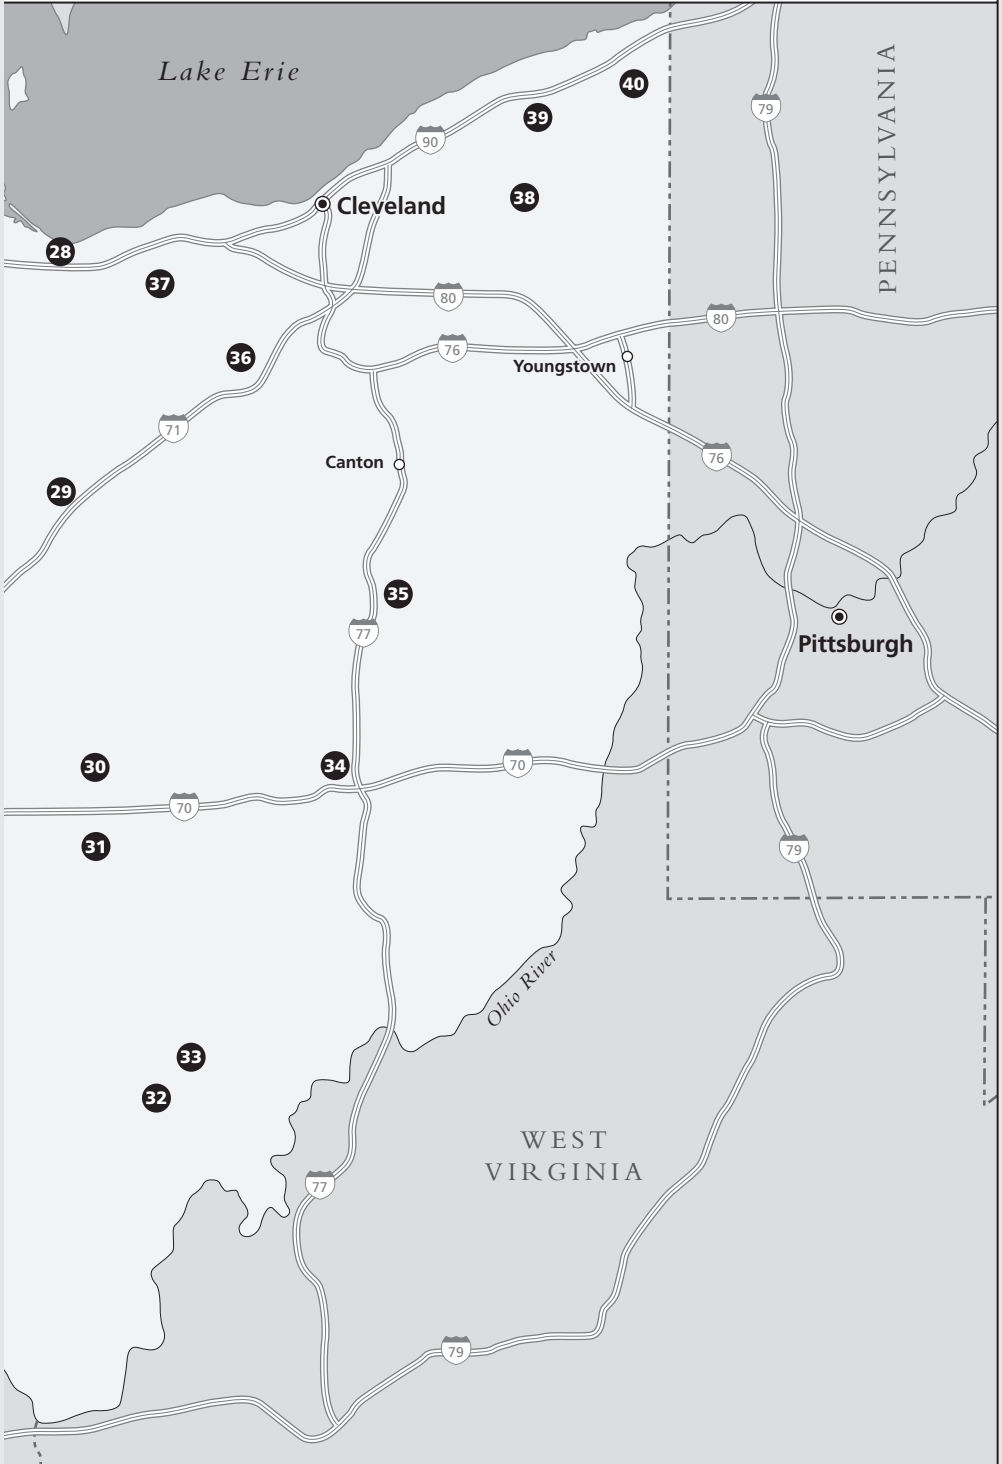 Lake Erie
40
79
39
90
PENNSYLVANIA
38
Cleveland
28
37
80
80
76
36
Youngstown
71
76
Canton
29
35
77
Pittsburgh
30
34
70
70
31
79
Ohio River
33
32
WEST
VIRGINIA
77
79